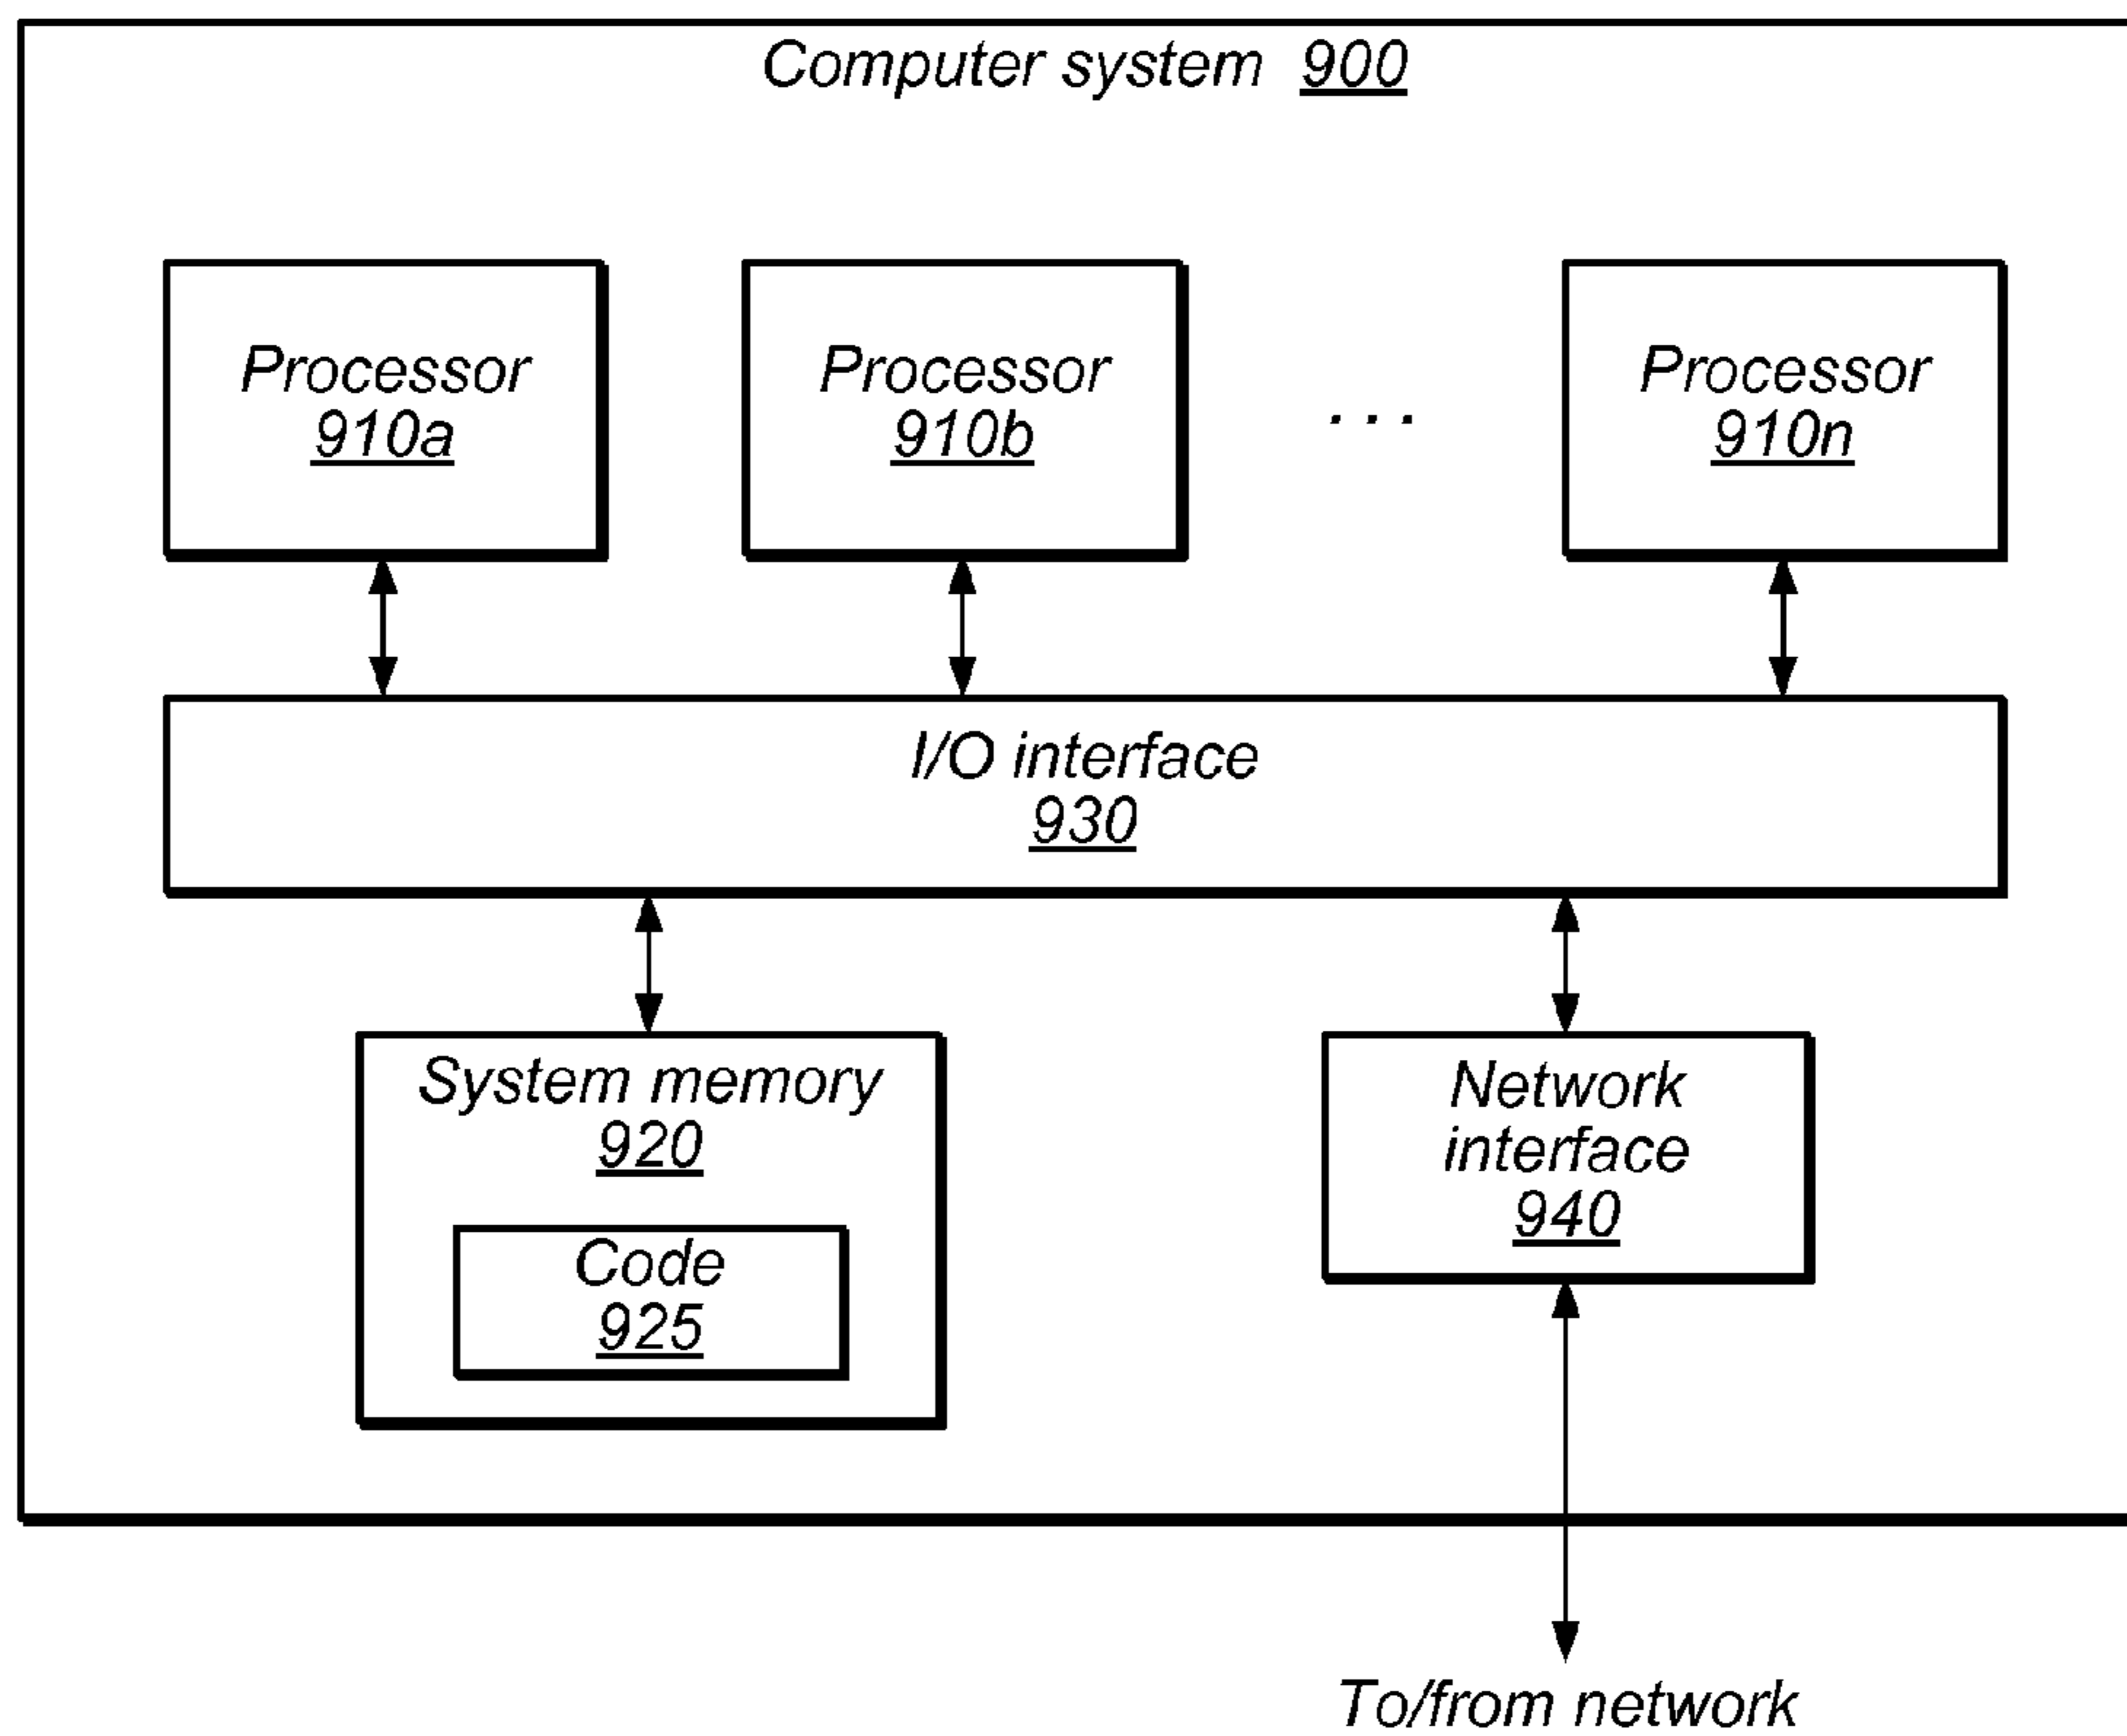 Computer system 900
Processor
910a
Processor
910b
. . .
Processor
910n
I/O interface
930
System memory
920
Code
925
Network
interface
940
To/from network